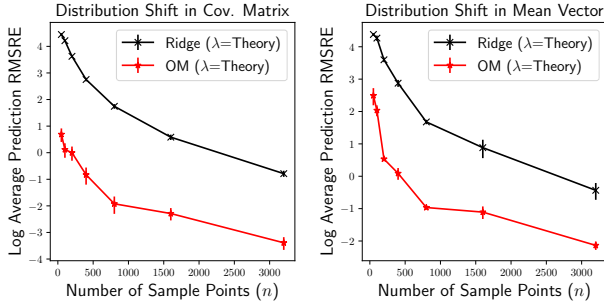 Distribution Shift in Cov. Matrix
Log Average Prediction RMSRE
4
3
2
1
0
−1
−2
−3
−4
Ridge (λ=Theory)
OM (λ=Theory)
0 500 1000 1500 2000 2500 3000
Number of Sample Points (n)
Distribution Shift in Mean Vector
Log Average Prediction RMSRE
4
3
2
1
0
−1
−2
Ridge (λ=Theory)
OM (λ=Theory)
0 500 1000 1500 2000 2500 3000
Number of Sample Points (n)